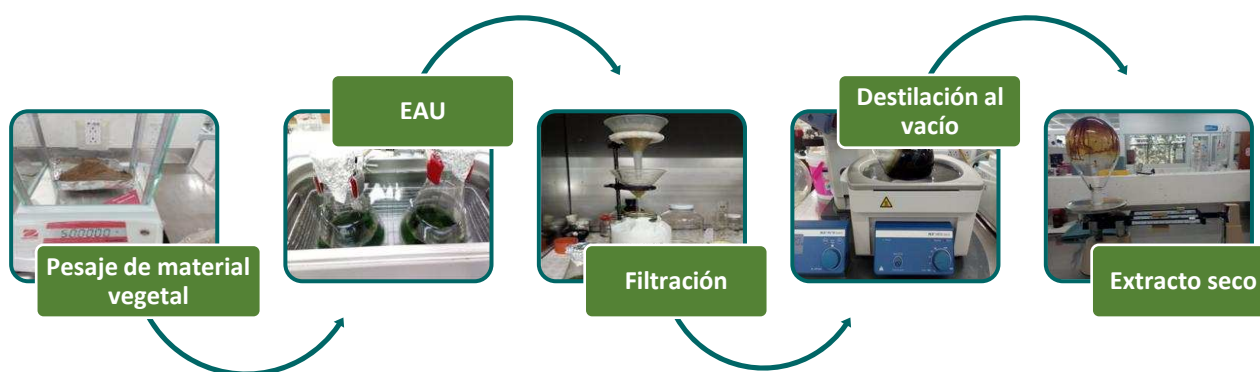 Pesaje de material
vegetal
EAU
Filtración
Destilación al
vacío
Extracto seco